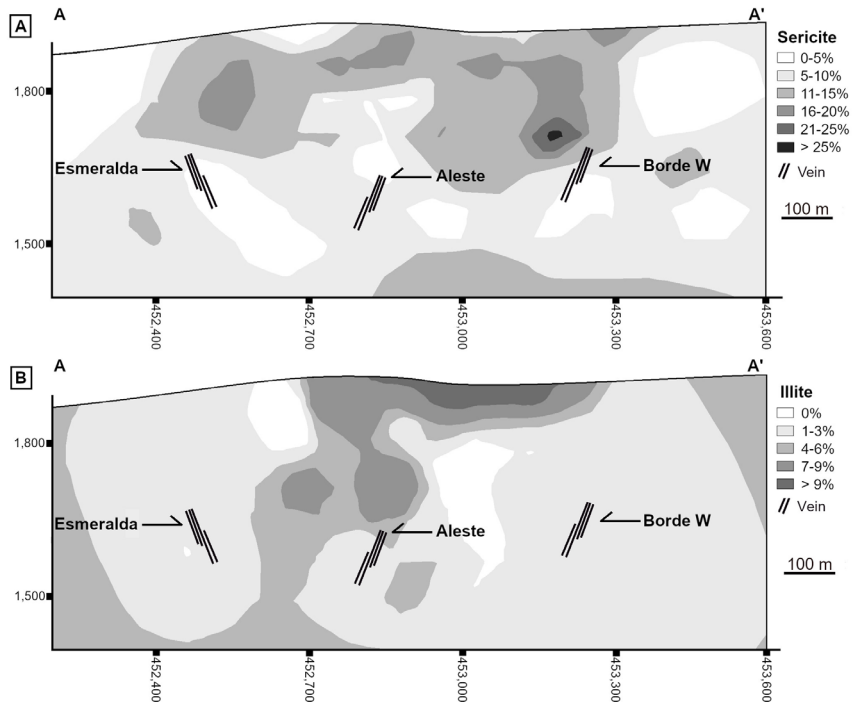 A
A
A'
Sericite
0-5%
5-10%
11-15%
16-20%
21-25%
> 25%
Vein
100 m
1,800
1,500
Esmeralda
Aleste
Borde W
452,400
452,700
453,000
453,300
453,600
B
A
A'
Illite
0%
1-3%
4-6%
7-9%
> 9%
Vein
100 m
1,800
1,500
Esmeralda
Aleste
Borde W
452,400
452,700
453,000
453,300
453,600